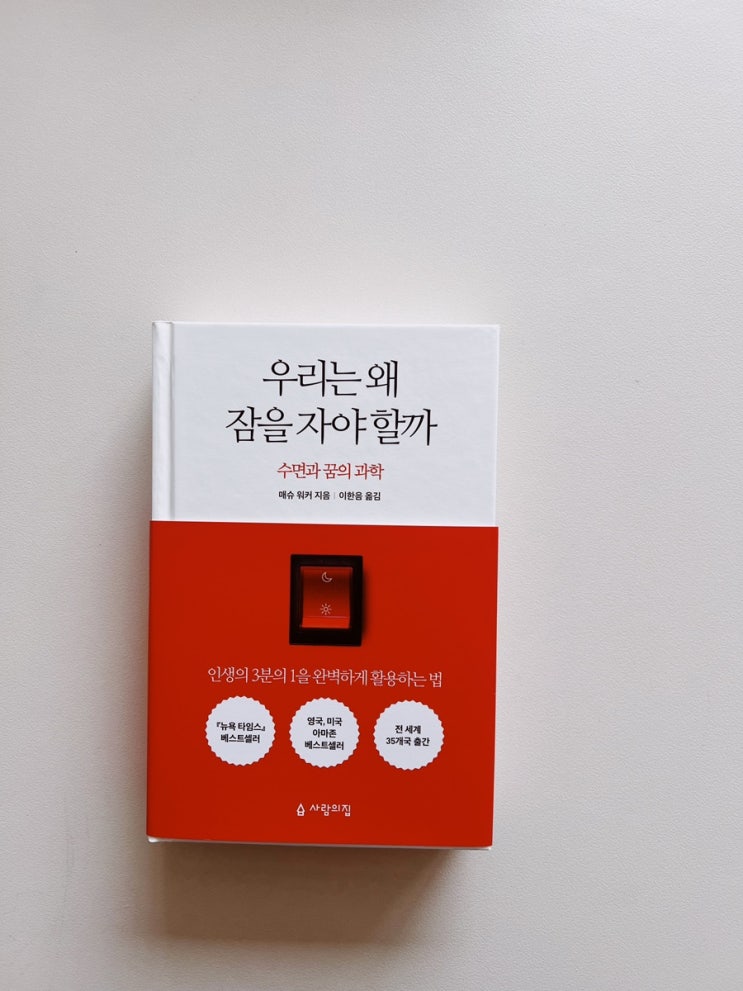 우리는 왜
잠을 자야 할까
수면과 꿈의 과학
매슈 워커 지음 | 이한음 옮김
인생의 3분의 1을 완벽하게 활용하는 법
『뉴욕 타임스』
베스트셀러
영국, 미국
아마존
베스트셀러
전 세계
35개국 출간
사람의집